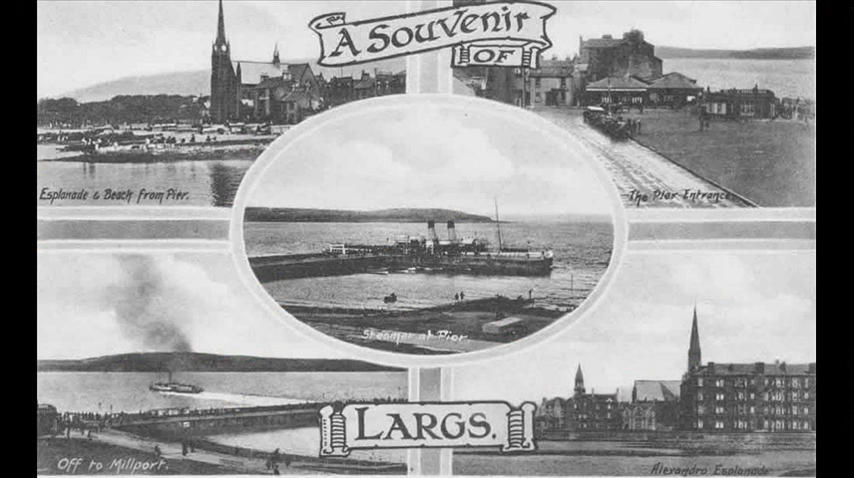 A SOUVENIR
OF
Esplanade & Beach from Pier.
The Pier Entrance.
Steamer at Pier
Off to Millport.
LARGS.
Alexandra Esplanade